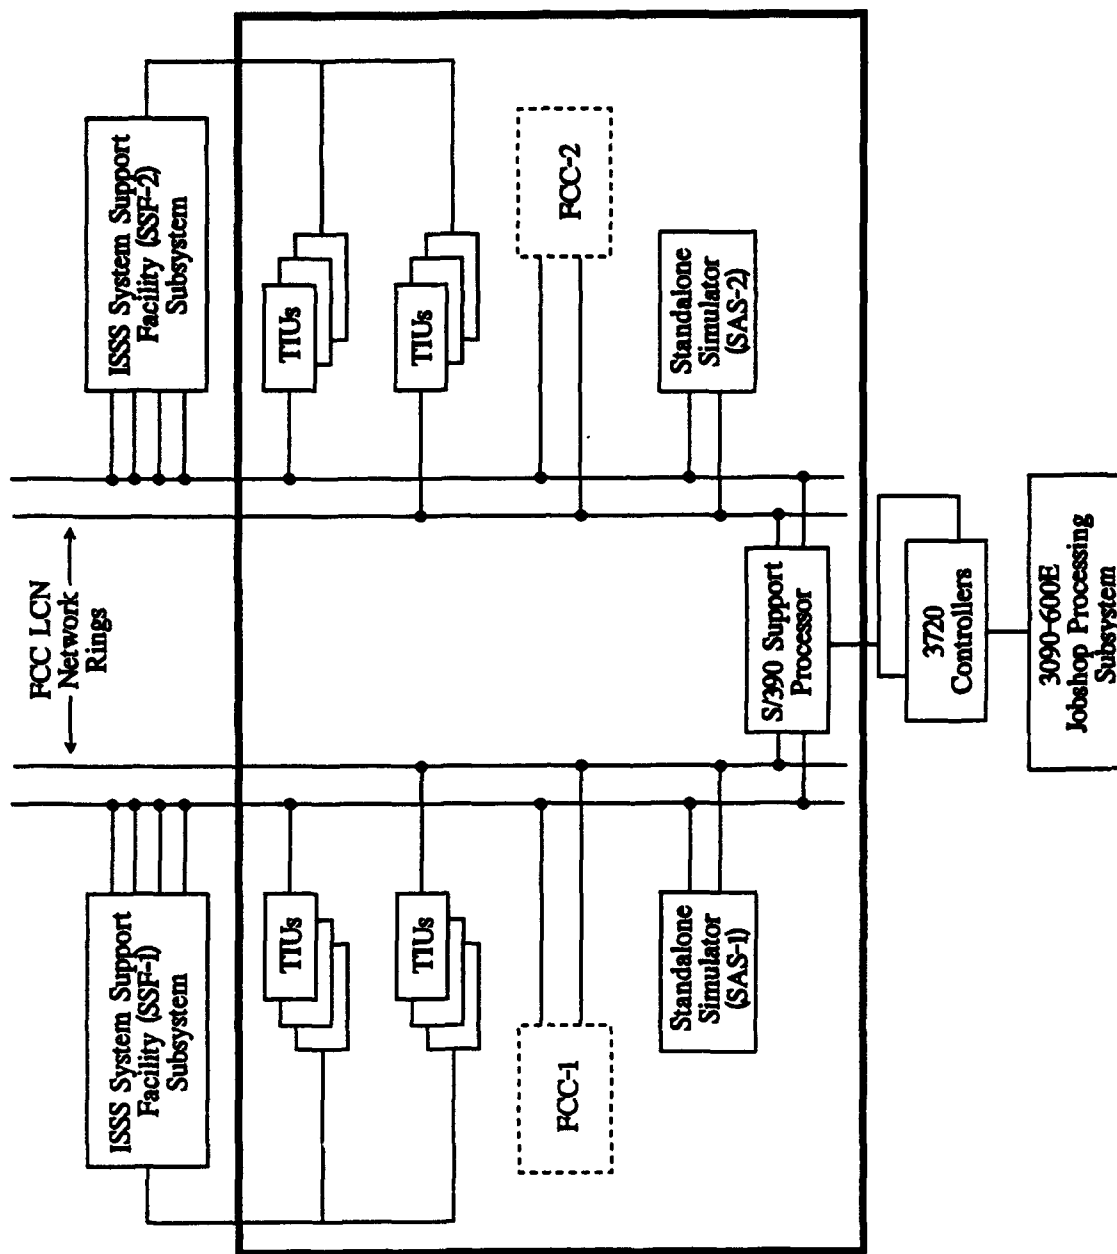 ISSS System Support
Facility (SSF-1)
Subsystem
FCC LCN
Network
Rings
ISSS System Support
Facility (SSF-2)
Subsystem
TIUs
TIUs
TIUs
TIUs
FCC-1
FCC-2
Standalone
Simulator
(SAS-1)
S/390 Support
Processor
Standalone
Simulator
(SAS-2)
3720
Controllers
3090-600E
Jobshop Processing
Subsystem